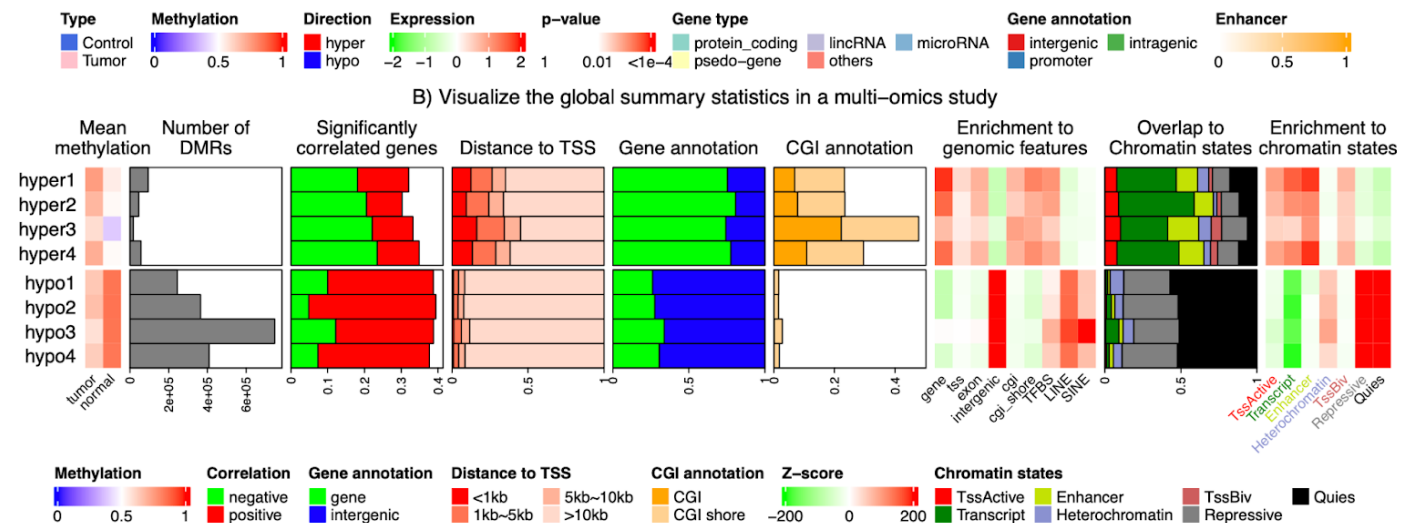 Type Methylation Direction Expression p-value Gene type Gene annotation Enhancer
Control hyper protein_coding lincRNA microRNA intergenic intragenic
Tumor 0 0.5 1 hypo −2 −1 0 1 2 1 0.01 <1e−4 psedo-gene others promoter 0 0.5 1
B) Visualize the global summary statistics in a multi−omics study
Mean methylation
Number of DMRs
Significantly correlated genes
Distance to TSS
Gene annotation
CGI annotation
Enrichment to genomic features
Overlap to Chromatin states
Enrichment to chromatin states
hyper1
hyper2
hyper3
hyper4
hypo1
hypo2
hypo3
hypo4
tumor
normal
0 2e+05 4e+05 6e+05
0 0.1 0.2 0.3 0.4
0 0.5 1
0 0.5 1
0 0.2 0.4
gene
tss
exon
intergenic
cgi
cgi_shore
TFBS
LINE
SINE
0 0.5 1
TssActive
Transcript
Enhancer
Heterochromatin
TssBiv
Repressive
Quies
Methylation Correlation Gene annotation Distance to TSS CGI annotation Z−score Chromatin states
negative gene <1kb 5kb~10kb CGI TssActive Enhancer TssBiv Quies
0 0.5 1 positive intergenic 1kb~5kb >10kb CGI shore −200 0 200 Transcript Heterochromatin Repressive